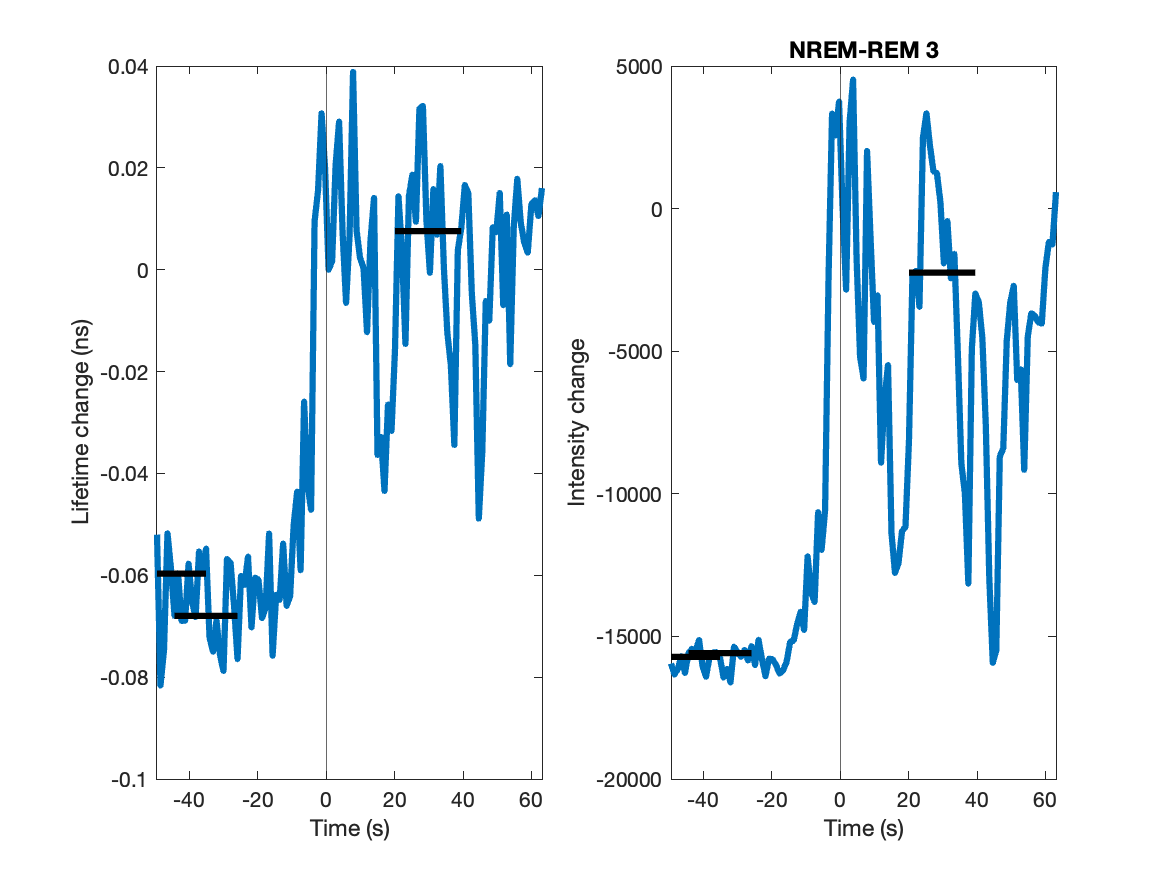 NREM-REM 3
0.04
0.02
0
-0.02
-0.04
-0.06
-0.08
-0.1
Lifetime change (ns)
-40 -20 0 20 40 60
Time (s)
5000
0
-5000
-10000
-15000
-20000
Intensity change
-40 -20 0 20 40 60
Time (s)